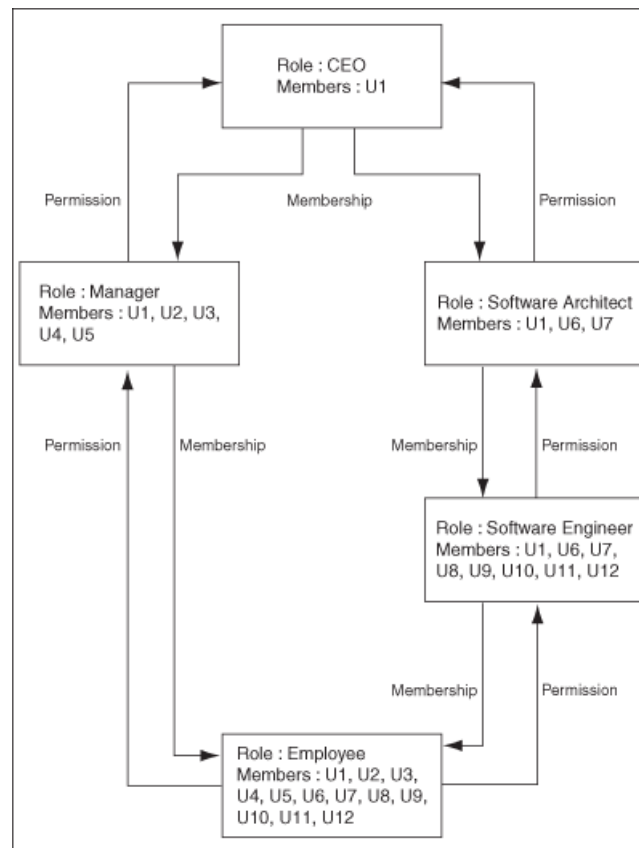 Role : CEO
Members : U1
Permission
Membership
Permission
Role : Manager
Members : U1, U2, U3,
U4, U5
Role : Software Architect
Members : U1, U6, U7
Permission
Membership
Membership
Permission
Role : Software Engineer
Members : U1, U6, U7,
U8, U9, U10, U11, U12
Membership
Permission
Role : Employee
Members : U1, U2, U3,
U4, U5, U6, U7, U8, U9,
U10, U11, U12